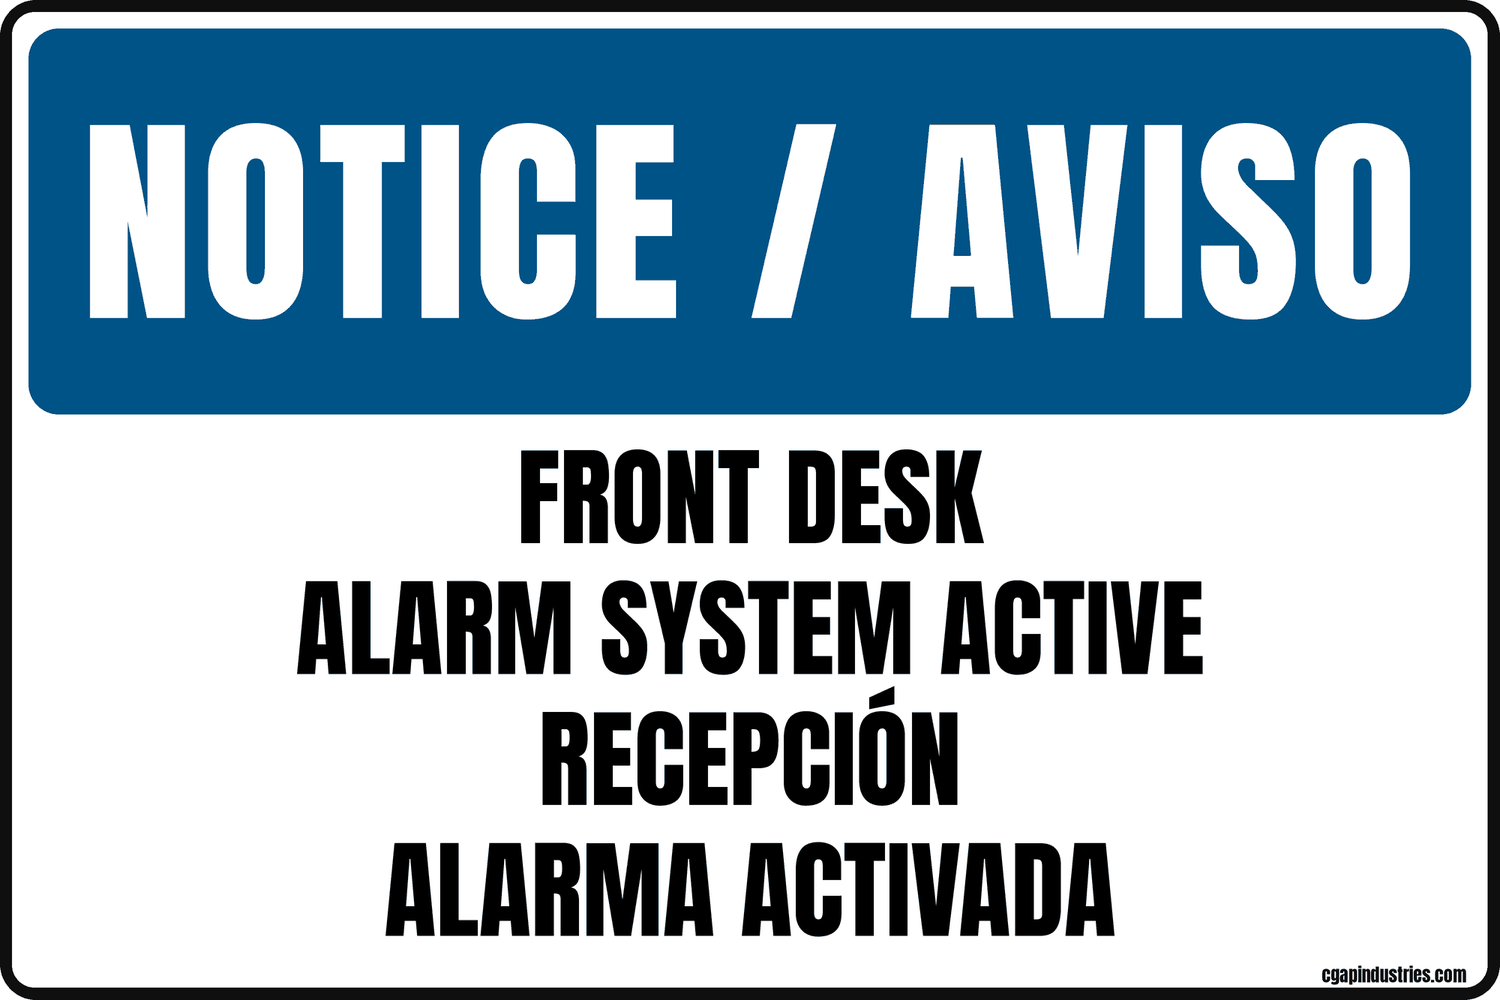 NOTICE / AVISO
FRONT DESK
ALARM SYSTEM ACTIVE
RECEPCIÓN
ALARMA ACTIVADA
cgapindustries.com